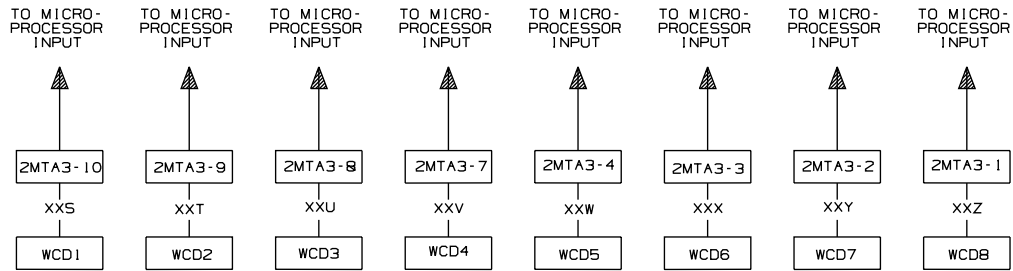 TO MICRO- TO MICRO- TO MICRO- TO MICRO- TO MICRO- TO MICRO- TO MICRO- TO MICRO-
PROCESSOR PROCESSOR PROCESSOR PROCESSOR PROCESSOR PROCESSOR PROCESSOR PROCESSOR
INPUT INPUT INPUT INPUT INPUT INPUT INPUT INPUT
2MTA3-10 2MTA3-9 2MTA3-8 2MTA3-7 2MTA3-4 2MTA3-3 2MTA3-2 2MTA3-1
XXS XXT XXU XXV XXW XXX XXY XXZ
WCD1 WCD2 WCD3 WCD4 WCD5 WCD6 WCD7 WCD8